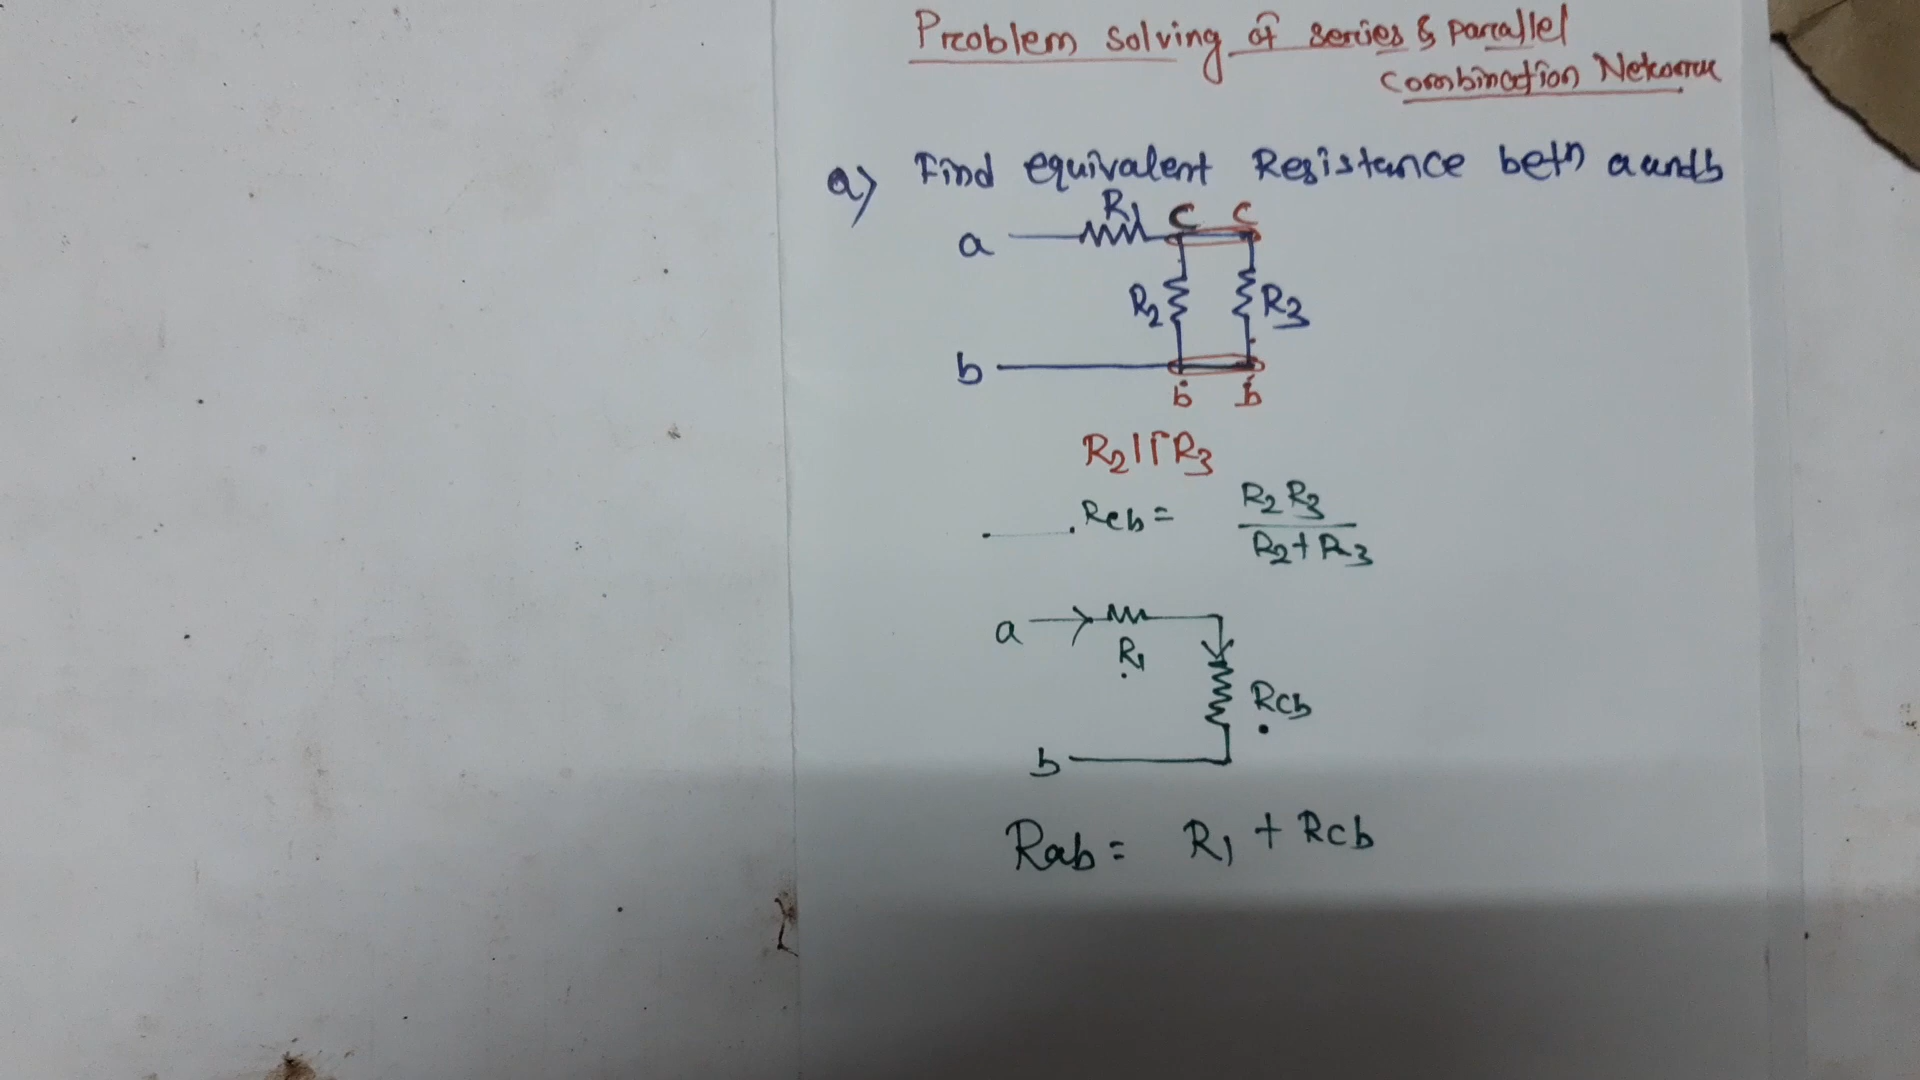 Problem solving of series & parallel
combination Network
a) Find equivalent Resistance betn a and b
R1 C C
a
R2 R3
b
b b
R2 || R3
Rcb = R2 R3 / R2 + R3
a
R1
Rcb
b
Rab = R1 + Rcb